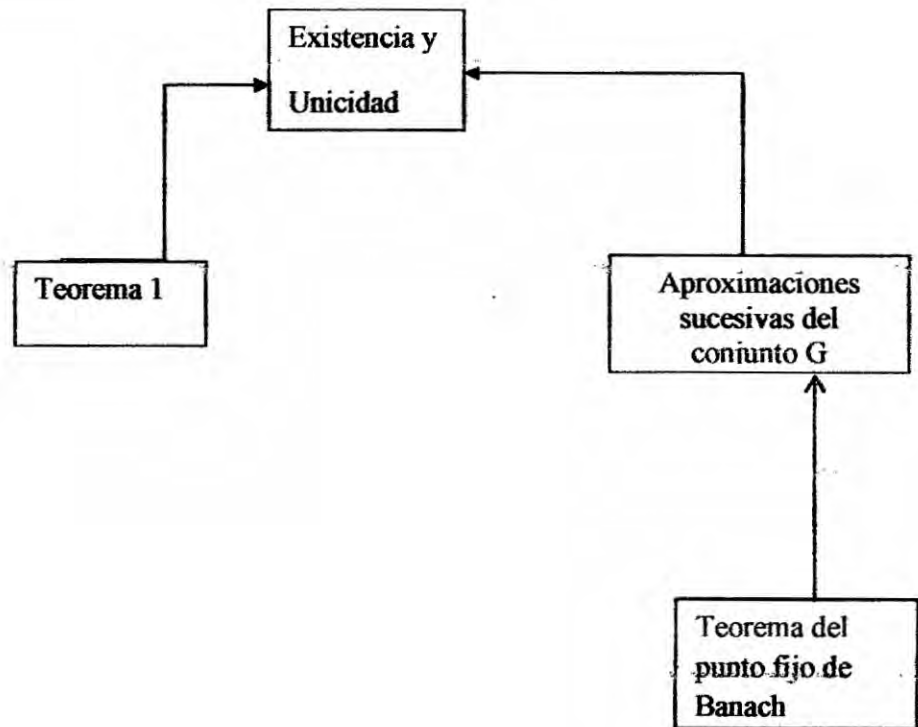 Existencia y
Unicidad
Teorema 1
Aproximaciones
sucesivas del
conjunto G
Teorema del
punto fijo de
Banach